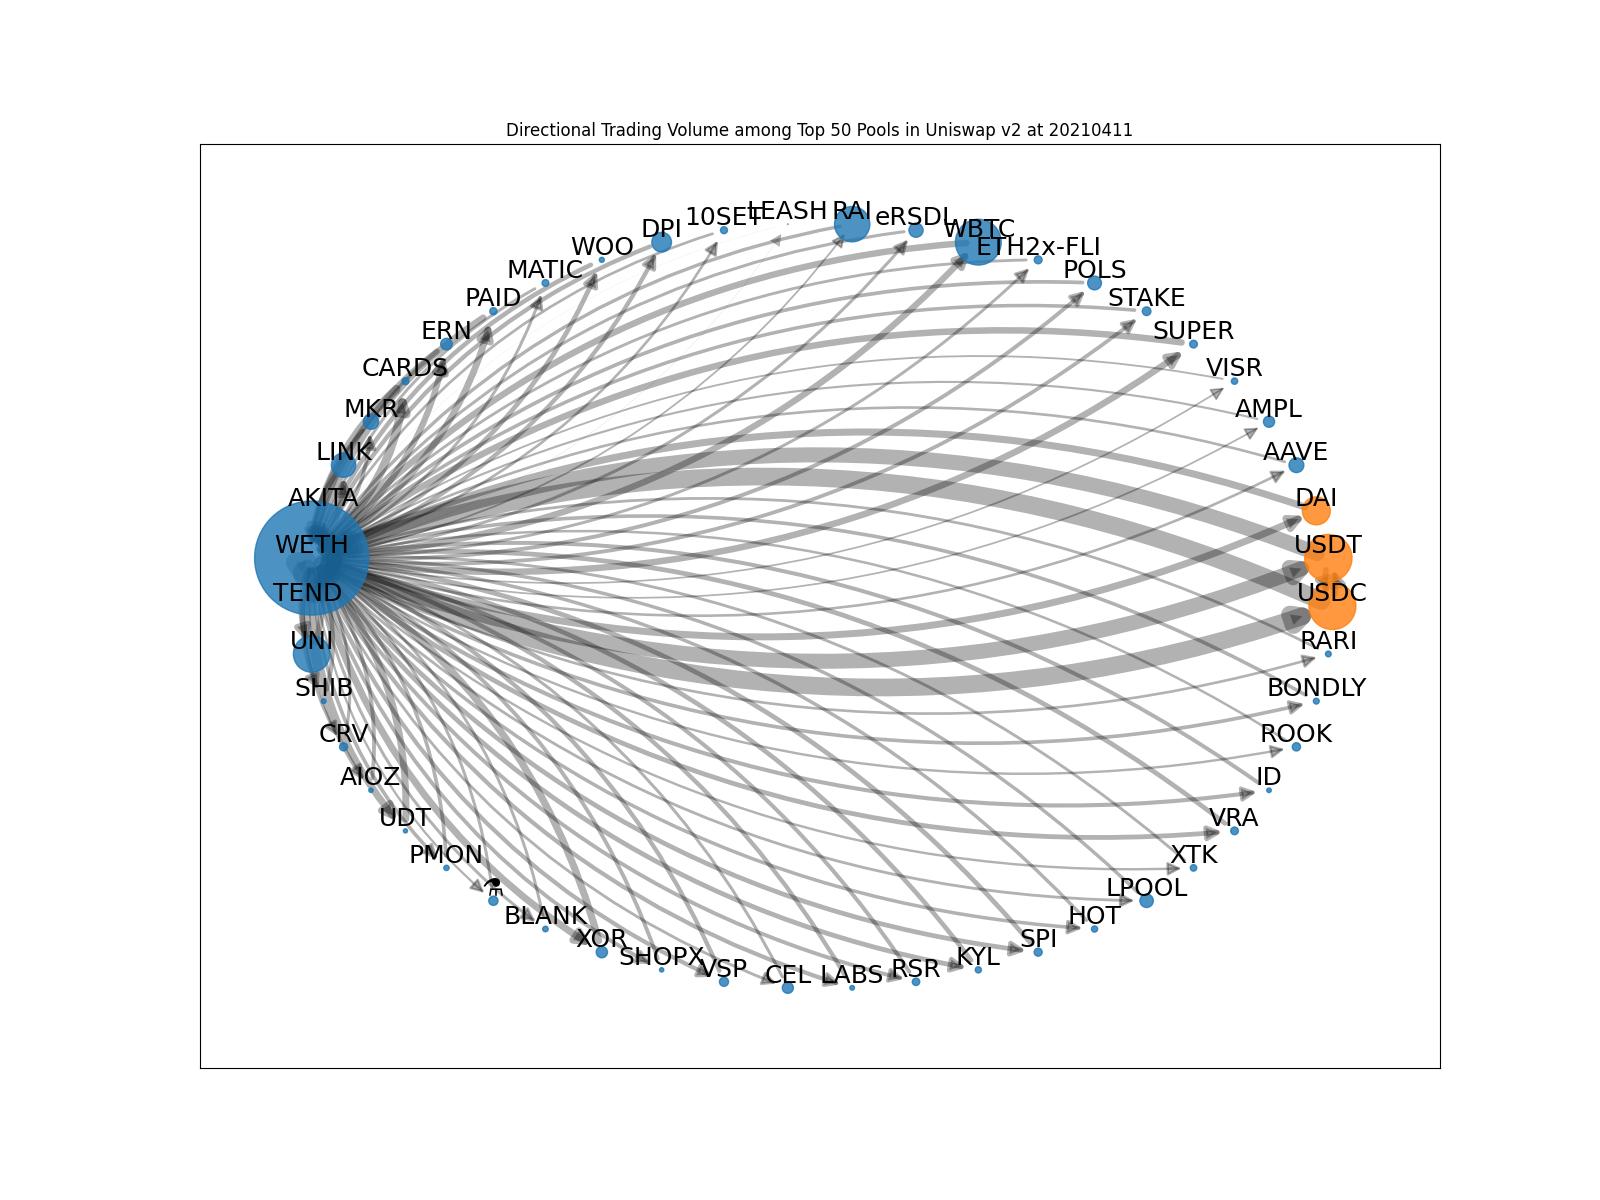 Directional Trading Volume among Top 50 Pools in Uniswap v2 at 20210411
10SET
LEASH
RAI
eRSDL
WBTC
DPI
ETH2x-FLI
WOO
MATIC
POLS
PAID
STAKE
ERN
SUPER
CARDS
VISR
MKR
AMPL
LINK
AAVE
AKITA
DAI
WETH
USDT
TEND
USDC
UNI
RARI
SHIB
BONDLY
CRV
ROOK
AIOZ
ID
UDT
VRA
PMON
XTK
⚗
LPOOL
BLANK
HOT
XOR
SPI
SHOPX
KYL
VSP
CEL
LABS
RSR